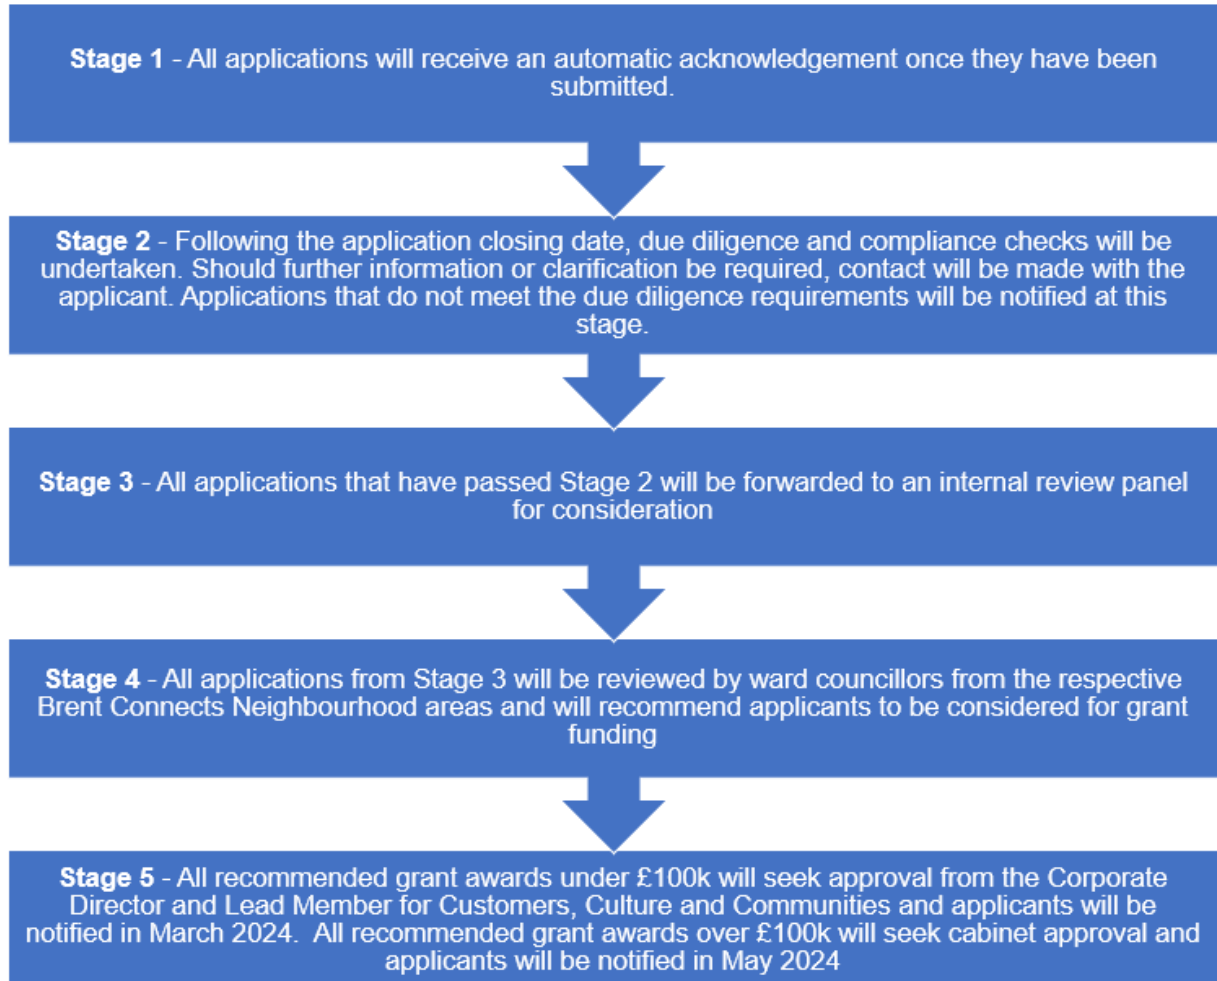 Stage 1 - All applications will receive an automatic acknowledgement once they have been
submitted.
Stage 2 - Following the application closing date, due diligence and compliance checks will be
undertaken. Should further information or clarification be required, contact will be made with the
applicant. Applications that do not meet the due diligence requirements will be notified at this
stage.
Stage 3 - All applications that have passed Stage 2 will be forwarded to an internal review panel
for consideration
Stage 4 - All applications from Stage 3 will be reviewed by ward councillors from the respective
Brent Connects Neighbourhood areas and will recommend applicants to be considered for grant
funding
Stage 5 - All recommended grant awards under £100k will seek approval from the Corporate
Director and Lead Member for Customers, Culture and Communities and applicants will be
notified in March 2024.  All recommended grant awards over £100k will seek cabinet approval and
applicants will be notified in May 2024